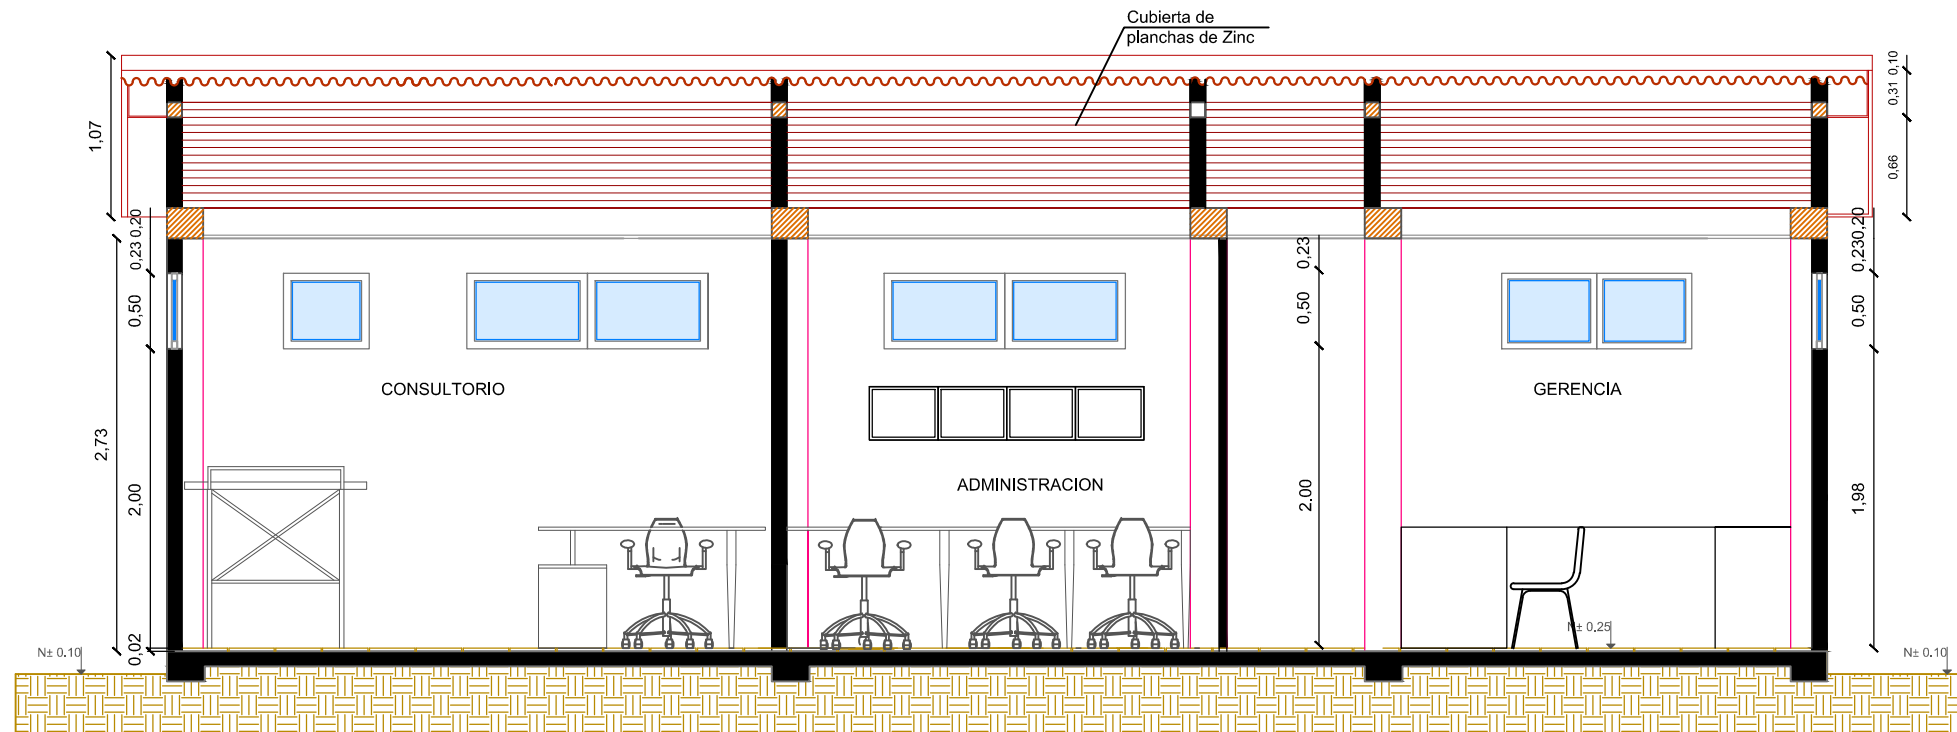 Cubierta de
planchas de Zinc
0,10
0,31
1,07
0,66
0,20
0,20
0,23
0,23
0,23
0,50
0,50
0,50
CONSULTORIO
GERENCIA
2,73
ADMINISTRACION
2,00
2.00
1,98
N± 0.25
0,02
N± 0.10
N± 0.10